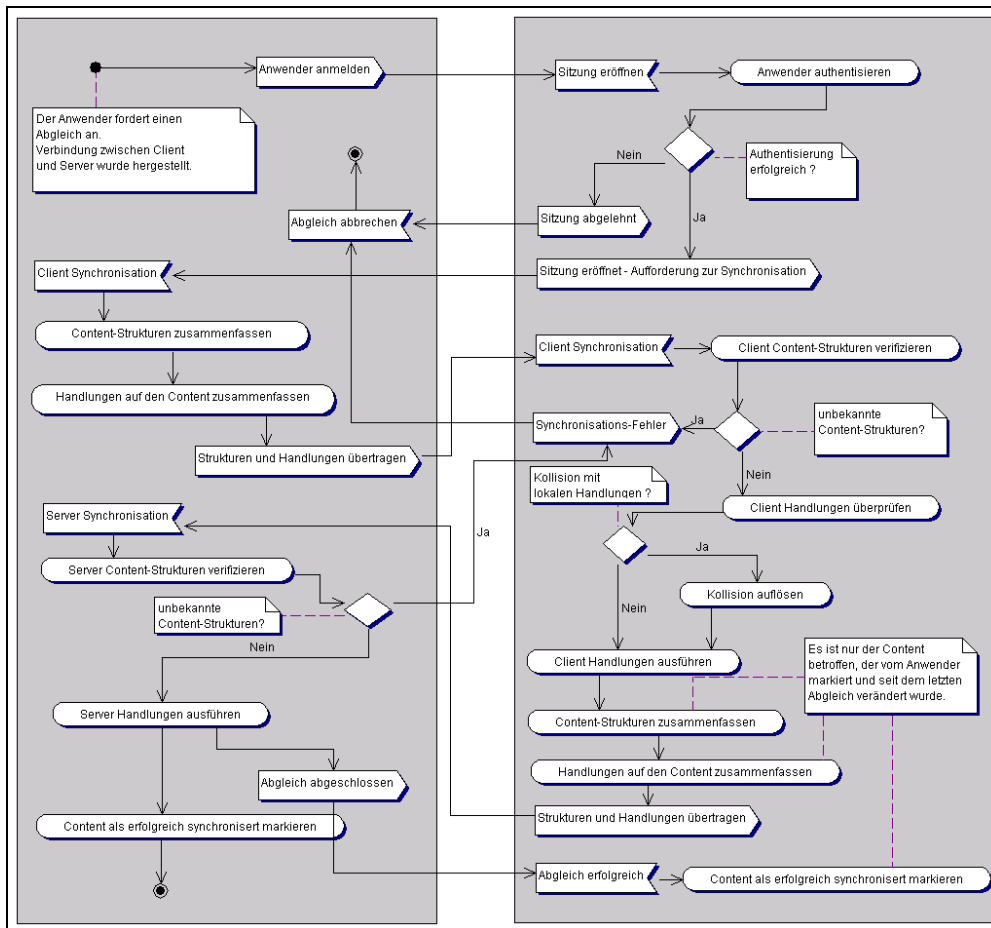 Anwender anmelden
Der Anwender fordert einen
Abgleich an.
Verbindung zwischen Client
und Server wurde hergestellt.
Abgleich abbrechen
Client Synchronisation
Content-Strukturen zusammenfassen
Handlungen auf den Content zusammenfassen
Strukturen und Handlungen übertragen
Server Synchronisation
Server Content-Strukturen verifizieren
unbekannte
Content-Strukturen?
Ja
Nein
Server Handlungen ausführen
Abgleich abgeschlossen
Content als erfolgreich synchronisert markieren
Sitzung eröffnen
Anwender authentisieren
Nein
Authentisierung
erfolgreich ?
Sitzung abgelehnt
Ja
Sitzung eröffnet - Aufforderung zur Synchronisation
Client Synchronisation
Client Content-Strukturen verifizieren
Synchronisations-Fehler
Ja
unbekannte
Content-Strukturen?
Nein
Kollision mit
lokalen Handlungen ?
Client Handlungen überprüfen
Ja
Kollision auflösen
Nein
Client Handlungen ausführen
Es ist nur der Content
betroffen, der vom Anwender
markiert und seit dem letzten
Abgleich verändert wurde.
Content-Strukturen zusammenfassen
Handlungen auf den Content zusammenfassen
Strukturen und Handlungen übertragen
Abgleich erfolgreich
Content als erfolgreich synchronisert markieren